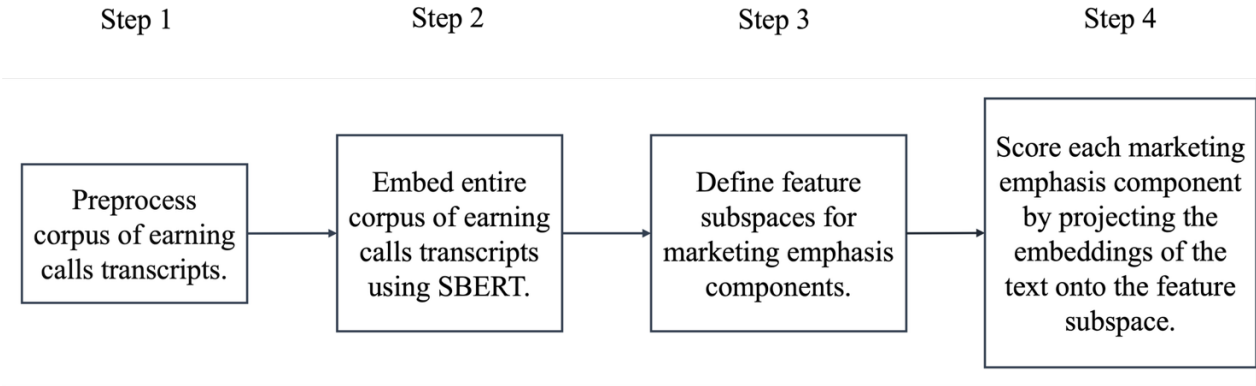 Step 1
Step 2
Step 3
Step 4
Preprocess
corpus of earning
calls transcripts.
Embed entire
corpus of earning
calls transcripts
using SBERT.
Define feature
subspaces for
marketing emphasis
components.
Score each marketing
emphasis component
by projecting the
embeddings of the
text onto the feature
subspace.